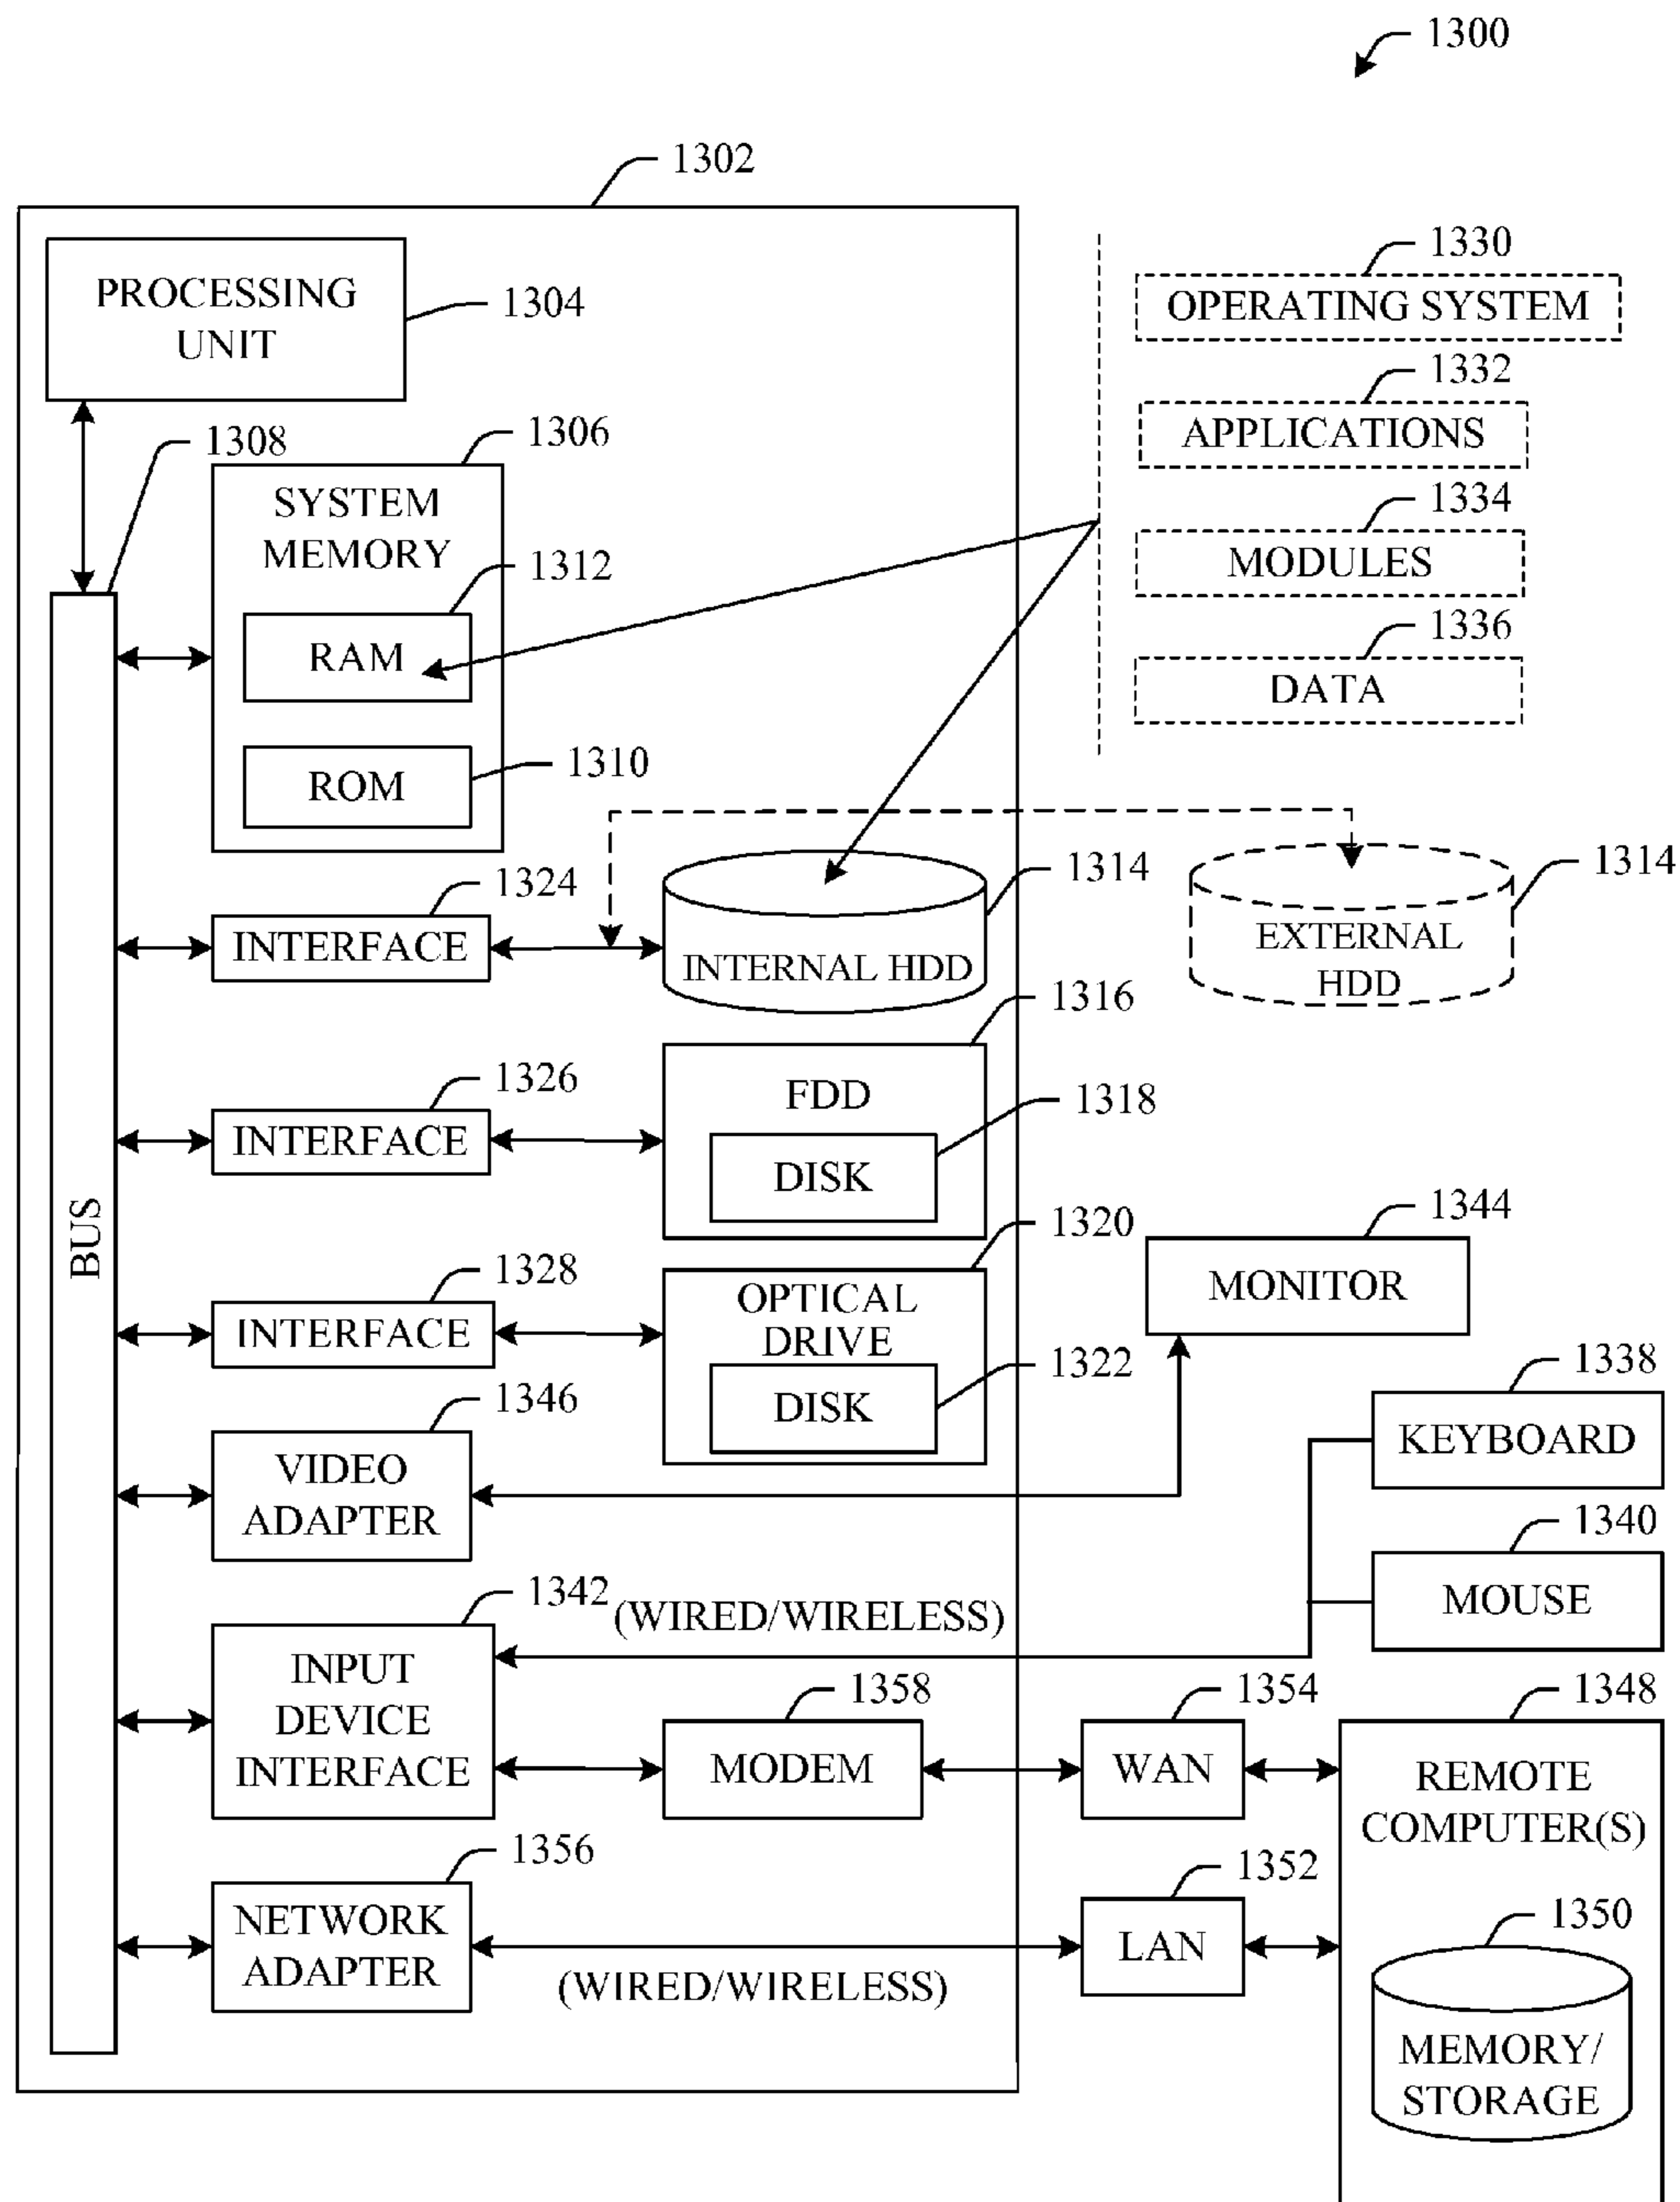 1300
1302
PROCESSING
UNIT
1304
1330
OPERATING SYSTEM
1332
APPLICATIONS
1334
MODULES
1336
DATA
1308
1306
SYSTEM
MEMORY
1312
RAM
1310
ROM
1324
INTERFACE
1314
INTERNAL HDD
1314
EXTERNAL
HDD
1316
FDD
1318
DISK
1326
INTERFACE
BUS
1320
OPTICAL
DRIVE
1322
DISK
1328
INTERFACE
1344
MONITOR
1346
VIDEO
ADAPTER
1338
KEYBOARD
1340
MOUSE
1342
(WIRED/WIRELESS)
INPUT
DEVICE
INTERFACE
1358
MODEM
1354
WAN
1348
REMOTE
COMPUTER(S)
1356
NETWORK
ADAPTER
(WIRED/WIRELESS)
1352
LAN
1350
MEMORY/
STORAGE